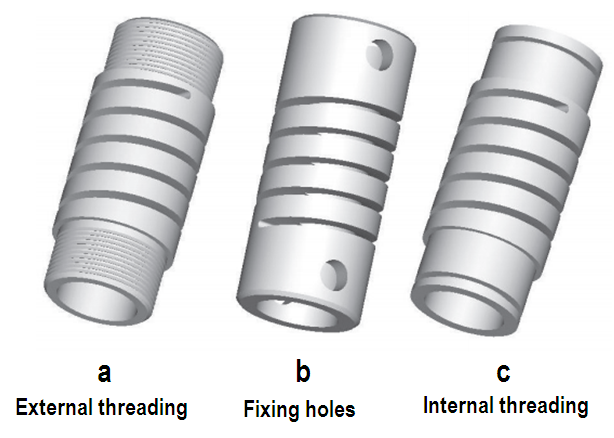 a
b
c
External threading
Fixing holes
Internal threading